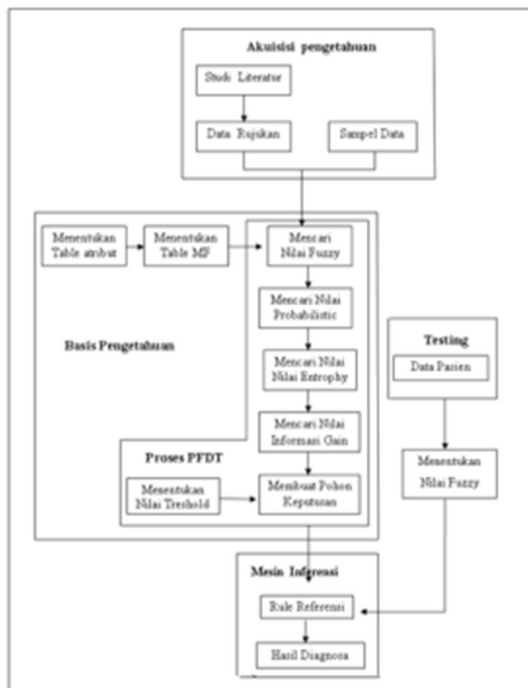 Akuisisi pengetahuan
Studi Literatur
Data Rujukan
Sampel Data
Menentukan
Table atribut
Menentukan
Table MF
Mencari
Nilai Fuzzy
Mencari Nilai
Probabilistic
Basis Pengetahuan
Mencari Nilai
Nilai Entrophy
Mencari Nilai
Informasi Gain
Proses PFDT
Menentukan
Nilai Treshold
Membuat Pohon
Keputusan
Testing
Data Pasien
Menentukan
Nilai Fuzzy
Mesin Inferensi
Rule Referensi
Hasil Diagnosa